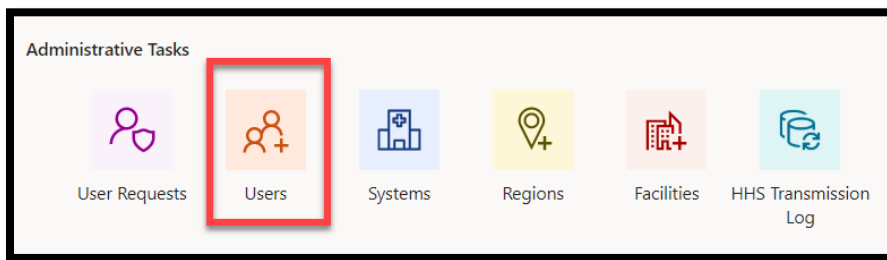 Administrative Tasks
User Requests
Users
Systems
Regions
Facilities
HHS Transmission
Log